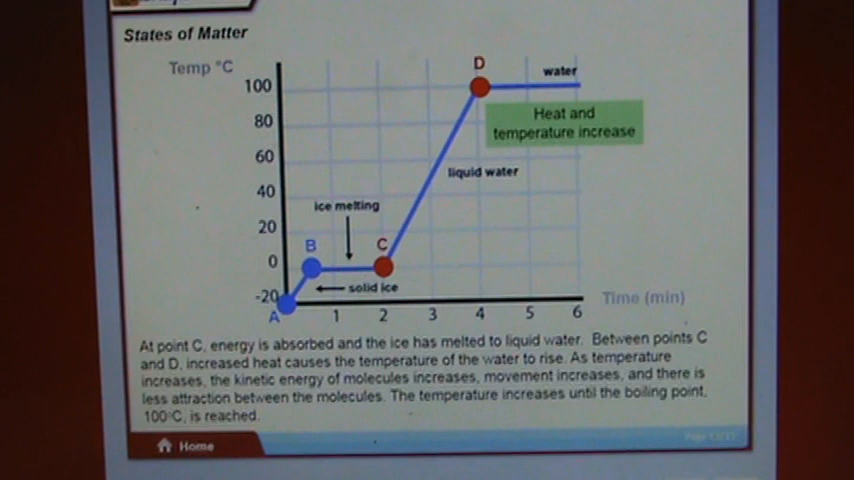 States of Matter
Temp °C
D
100
water
80
Heat and
temperature increase
60
liquid water
40
ice melting
20
B
C
0
solid ice
-20
Time (min)
A
1 2 3 4 5 6
At point C, energy is absorbed and the ice has melted to liquid water. Between points C
and D, increased heat causes the temperature of the water to rise. As temperature
increases, the kinetic energy of molecules increases, movement increases, and there is
less attraction between the molecules. The temperature increases until the boiling point,
100°C, is reached.
Home